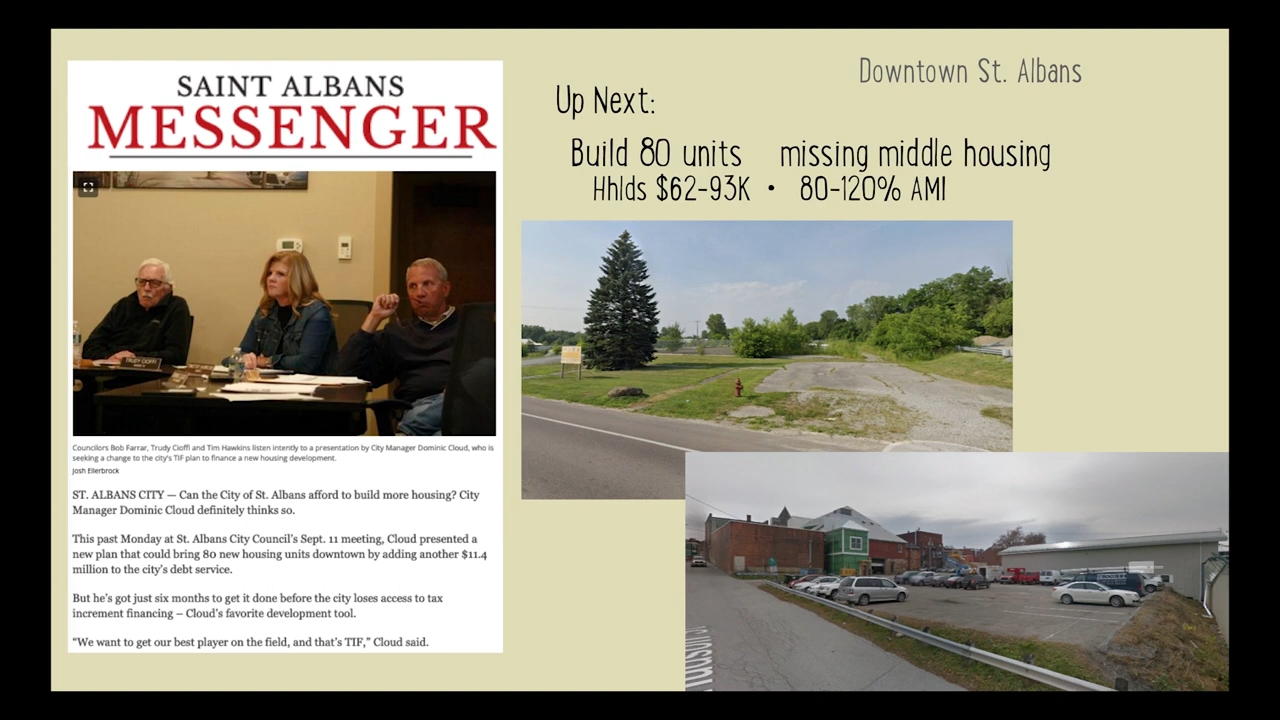 SAINT ALBANS
MESSENGER
TRUDY CIOFFI
Councilors Bob Farrar, Trudy Cioffi and Tim Hawkins listen intently to a presentation by City Manager Dominic Cloud, who is
seeking a change to the city's TIF plan to finance a new housing development.
Josh Ellerbrock
ST. ALBANS CITY — Can the City of St. Albans afford to build more housing? City
Manager Dominic Cloud definitely thinks so.
This past Monday at St. Albans City Council's Sept. 11 meeting, Cloud presented a
new plan that could bring 80 new housing units downtown by adding another $11.4
million to the city's debt service.
But he's got just six months to get it done before the city loses access to tax
increment financing – Cloud's favorite development tool.
“We want to get our best player on the field, and that's TIF,” Cloud said.
Downtown St. Albans
Up Next:
Build 80 units missing middle housing
Hhlds $62-93K • 80-120% AMI